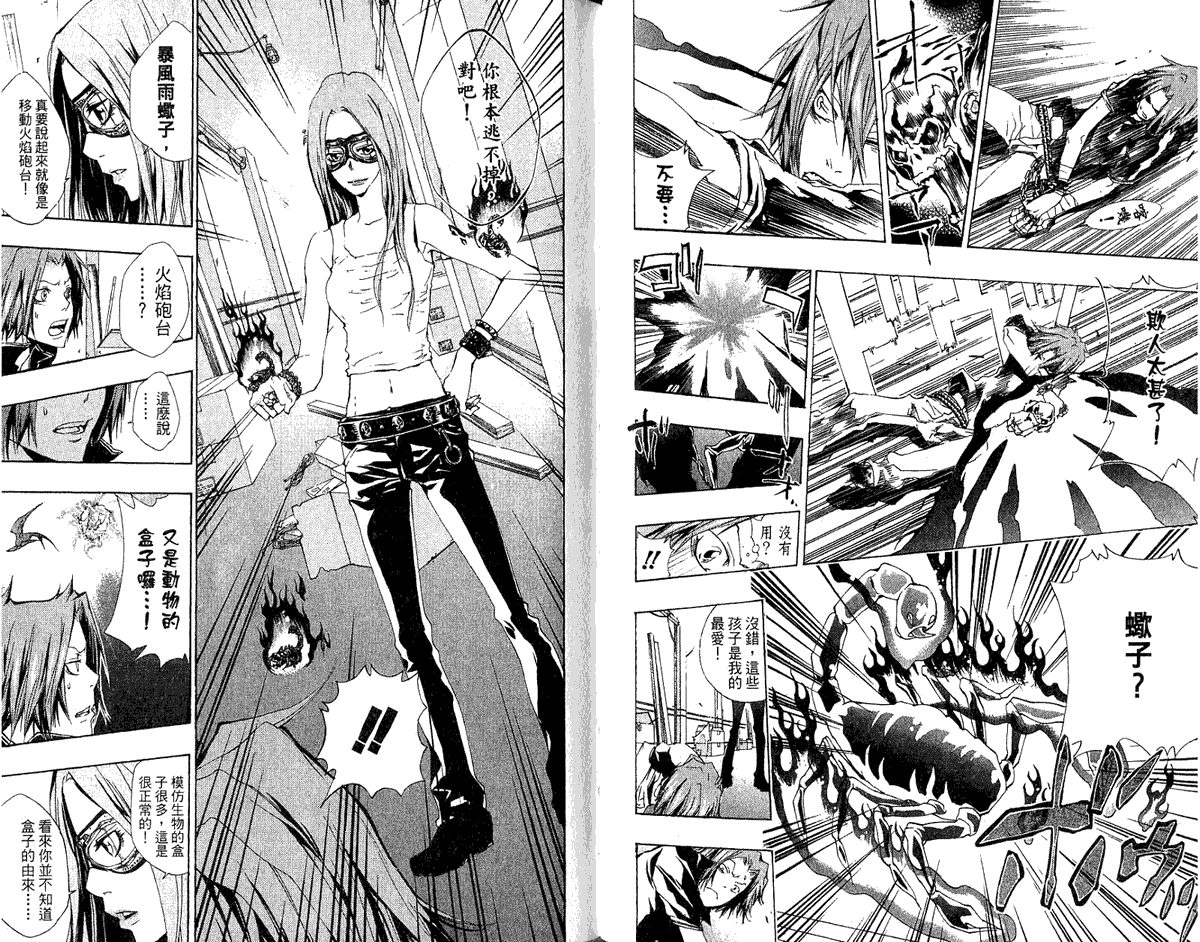 喀嘰！
不要…
欺人太甚了！
沒有
用？
!!
蠍子？
沒錯，這些
孩子是我的
最愛！
你根本逃不掉？
對吧！
!!
暴風雨蠍子，
真要說起來就像是
移動火焰砲台！
火焰砲台
……？
這麼說
……
又是動物的
盒子囉…！
模仿生物的盒
子很多，這是
很正常的！
看來你並不知道
盒子的由來……